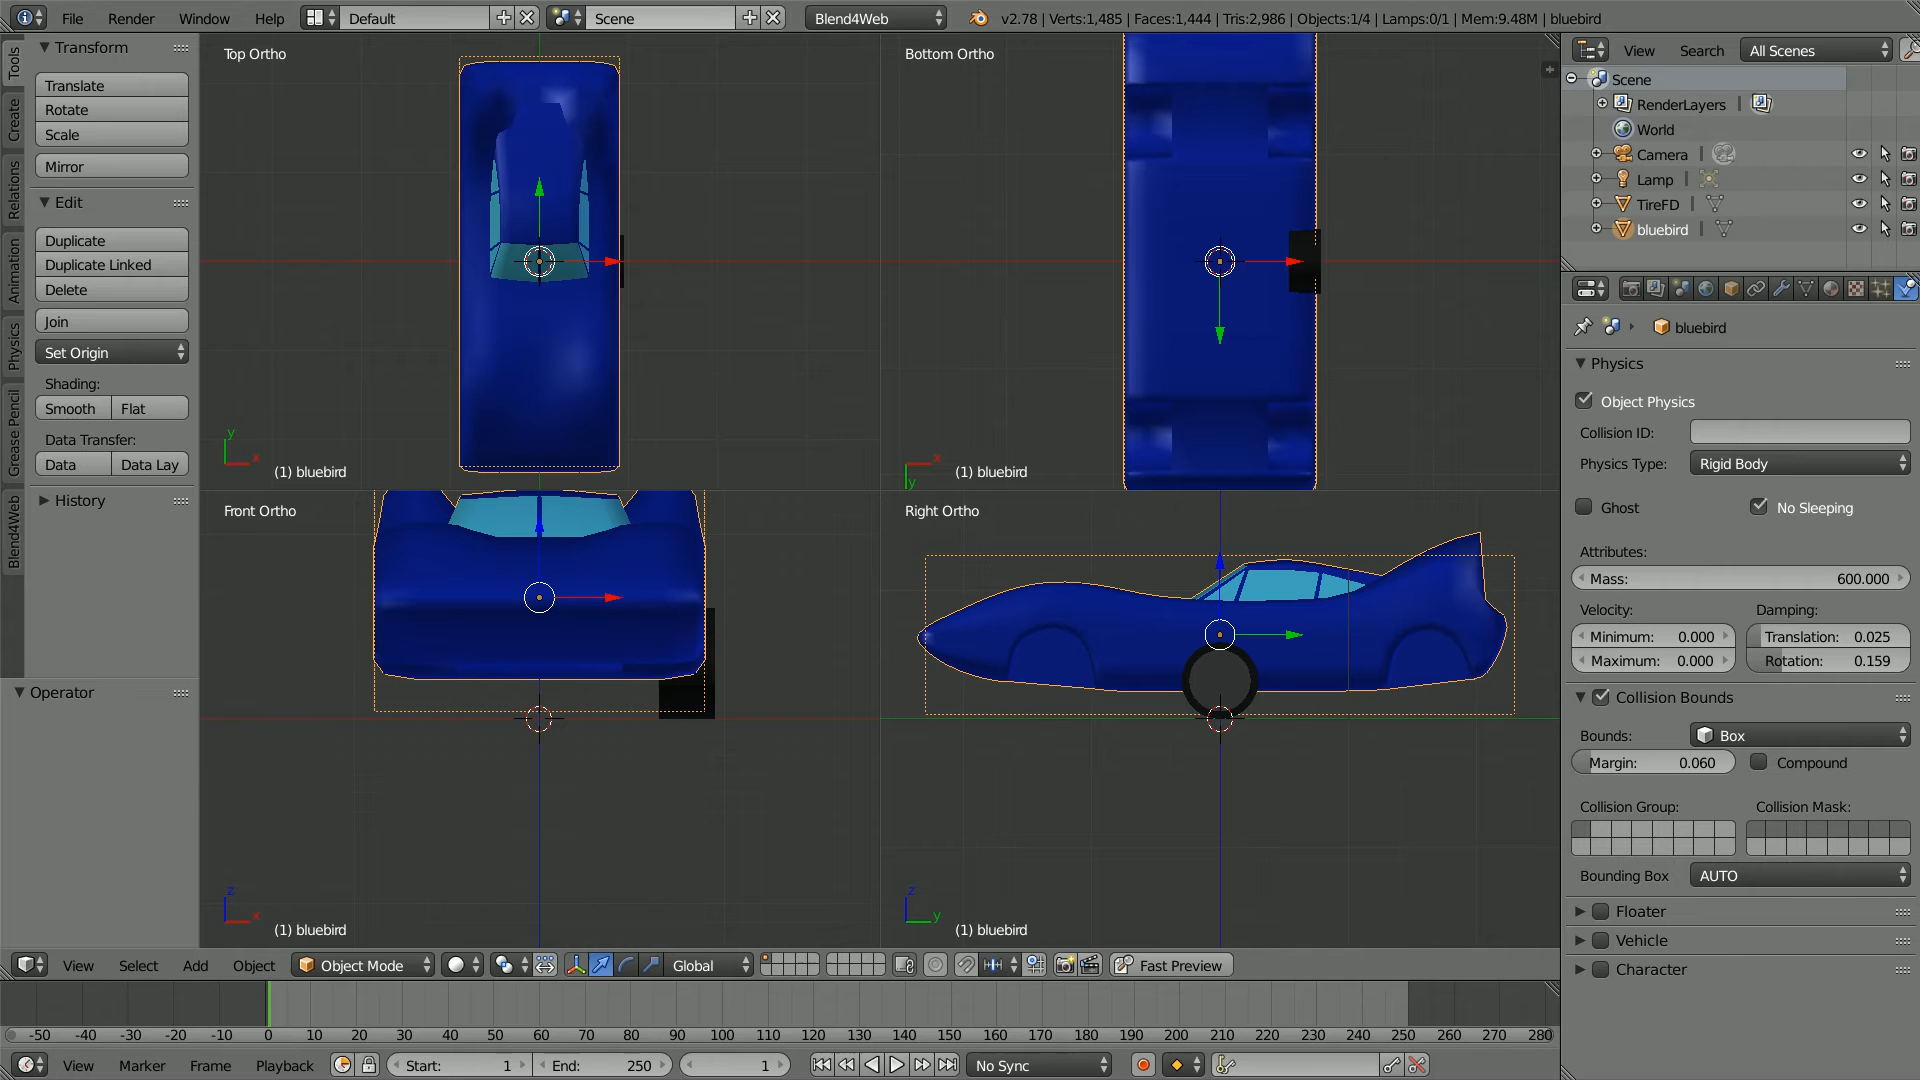 File Render Window Help Default Scene Blend4Web v2.78 | Verts:1,485 | Faces:1,444 | Tris:2,986 | Objects:1/4 | Lamps:0/1 | Mem:9.48M | bluebird
Tools
Create
Relations
Animation
Physics
Grease Pencil
Blend4Web
Transform
Translate
Rotate
Scale
Mirror
Edit
Duplicate
Duplicate Linked
Delete
Join
Set Origin
Shading:
Smooth Flat
Data Transfer:
Data Data Lay
History
Operator
Top Ortho
y
x
(1) bluebird
Bottom Ortho
x
y
(1) bluebird
Front Ortho
z
x
(1) bluebird
Right Ortho
z
y
(1) bluebird
View Search All Scenes
Scene
RenderLayers
World
Camera
Lamp
TireFD
bluebird
bluebird
Physics
Object Physics
Collision ID:
Physics Type: Rigid Body
Ghost No Sleeping
Attributes:
Mass: 600.000
Velocity: Damping:
Minimum: 0.000 Translation: 0.025
Maximum: 0.000 Rotation: 0.159
Collision Bounds
Bounds: Box
Margin: 0.060 Compound
Collision Group: Collision Mask:
Bounding Box AUTO
Floater
Vehicle
Character
View Select Add Object Object Mode Global Fast Preview
-50 -40 -30 -20 -10 0 10 20 30 40 50 60 70 80 90 100 110 120 130 140 150 160 170 180 190 200 210 220 230 240 250 260 270 280
View Marker Frame Playback Start: 1 End: 250 1 No Sync